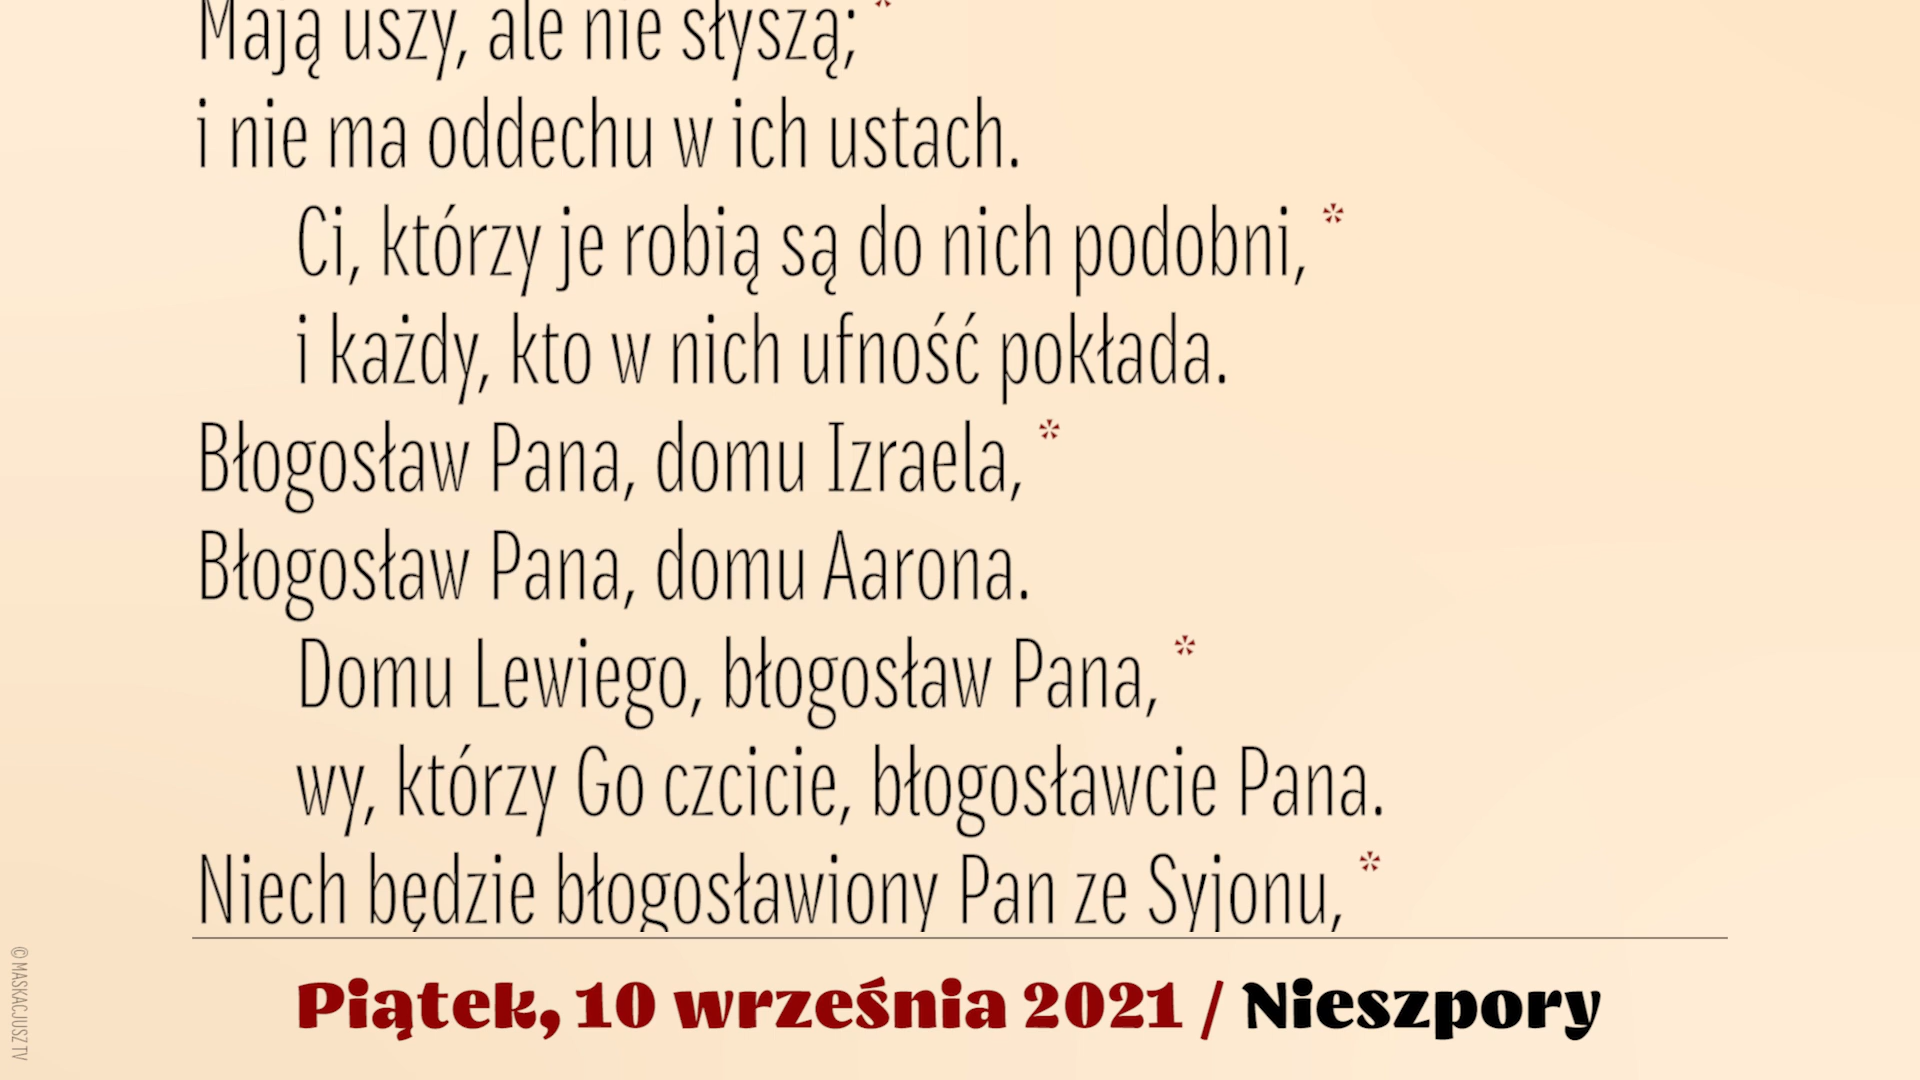 Mają uszy, ale nie słyszą; *
i nie ma oddechu w ich ustach.
Ci, którzy je robią są do nich podobni, *
i każdy, kto w nich ufność pokłada.
Błogosław Pana, domu Izraela, *
Błogosław Pana, domu Aarona.
Domu Lewiego, błogosław Pana, *
wy, którzy Go czcicie, błogosławcie Pana.
Niech będzie błogosławiony Pan ze Syjonu, *
Piątek, 10 września 2021 / Nieszpory
© MASKACJUSZ TV